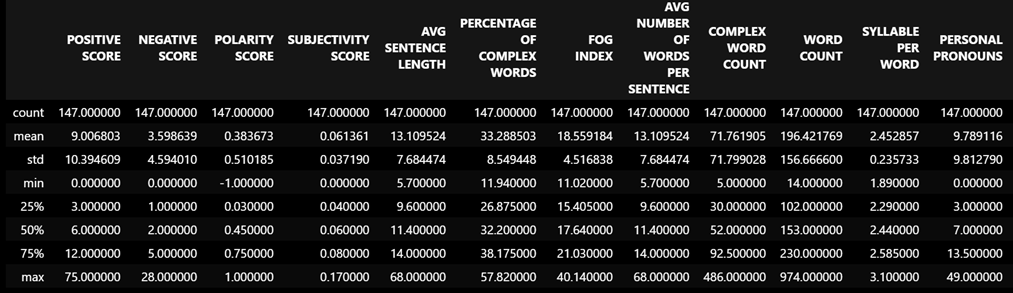 POSITIVE SCORE NEGATIVE SCORE POLARITY SCORE SUBJECTIVITY SCORE AVG SENTENCE LENGTH PERCENTAGE OF COMPLEX WORDS FOG INDEX AVG NUMBER OF WORDS PER SENTENCE COMPLEX WORD COUNT WORD COUNT SYLLABLE PER WORD PERSONAL PRONOUNS
count 147.000000 147.000000 147.000000 147.000000 147.000000 147.000000 147.000000 147.000000 147.000000 147.000000 147.000000 147.000000
mean 9.006803 3.598639 0.383673 0.061361 13.109524 33.288503 18.559184 13.109524 71.761905 196.421769 2.452857 9.789116
std 10.394609 4.594010 0.510185 0.037190 7.684474 8.549448 4.516838 7.684474 71.799028 156.666600 0.235733 9.812790
min 0.000000 0.000000 -1.000000 0.000000 5.700000 11.940000 11.020000 5.700000 5.000000 14.000000 1.890000 0.000000
25% 3.000000 1.000000 0.030000 0.040000 9.600000 26.875000 15.405000 9.600000 30.000000 102.000000 2.290000 3.000000
50% 6.000000 2.000000 0.450000 0.060000 11.400000 32.200000 17.640000 11.400000 52.000000 153.000000 2.440000 7.000000
75% 12.000000 5.000000 0.750000 0.080000 14.000000 38.175000 21.030000 14.000000 92.500000 230.000000 2.585000 13.500000
max 75.000000 28.000000 1.000000 0.170000 68.000000 57.820000 40.140000 68.000000 486.000000 974.000000 3.100000 49.000000